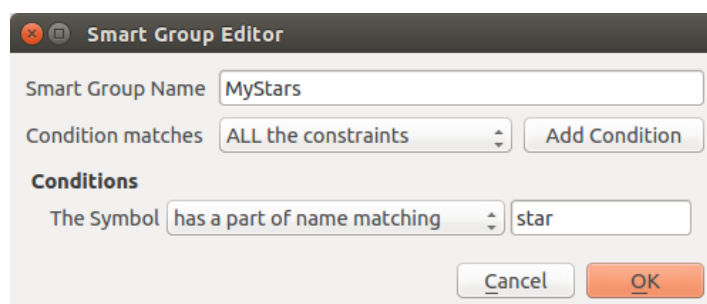 Smart Group Editor
Smart Group Name MyStars
Condition matches ALL the constraints Add Condition
Conditions
The Symbol has a part of name matching star
Cancel OK